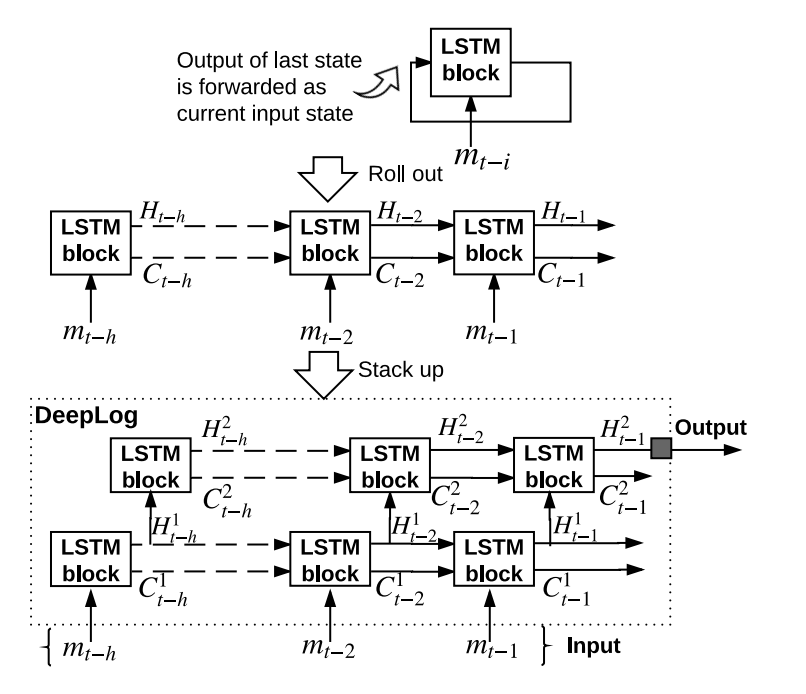 LSTM
block
Output of last state
is forwarded as
current input state
m_{t-i}
Roll out
LSTM
block
H_{t-h}
C_{t-h}
LSTM
block
H_{t-2}
C_{t-2}
LSTM
block
H_{t-1}
C_{t-1}
m_{t-h}
m_{t-2}
m_{t-1}
Stack up
DeepLog
LSTM
block
H^2_{t-h}
C^2_{t-h}
LSTM
block
H^2_{t-2}
C^2_{t-2}
LSTM
block
H^2_{t-1}
C^2_{t-1}
Output
LSTM
block
H^1_{t-h}
C^1_{t-h}
LSTM
block
H^1_{t-2}
C^1_{t-2}
LSTM
block
H^1_{t-1}
C^1_{t-1}
{ m_{t-h}
m_{t-2}
m_{t-1} } Input